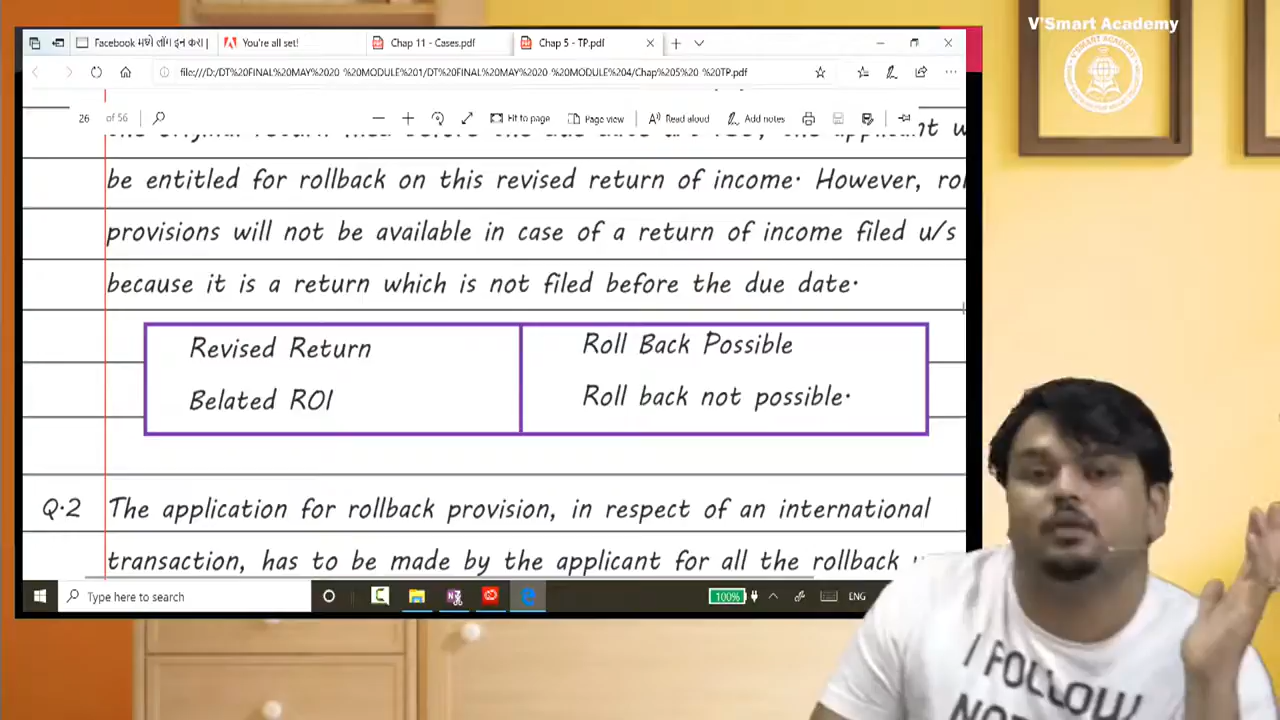 V'Smart Academy
Facebook मध्ये लॉग इन करा |
You're all set!
Chap 11 - Cases.pdf
Chap 5 - TP.pdf
file:///D:/DT%20FINAL%20MAY%2020 %20MODULE%201/DT%20FINAL%20MAY%2020 %20MODULE%204/Chap%205%20 %20TP.pdf
26 of 56
Fit to page
Page view
Read aloud
Add notes
be entitled for rollback on this revised return of income. However, rol
provisions will not be available in case of a return of income filed u/s
because it is a return which is not filed before the due date.
Revised Return Roll Back Possible
Belated ROI Roll back not possible.
Q.2 The application for rollback provision, in respect of an international
transaction, has to be made by the applicant for all the rollback
Type here to search
100%
ENG
I FOLLOW